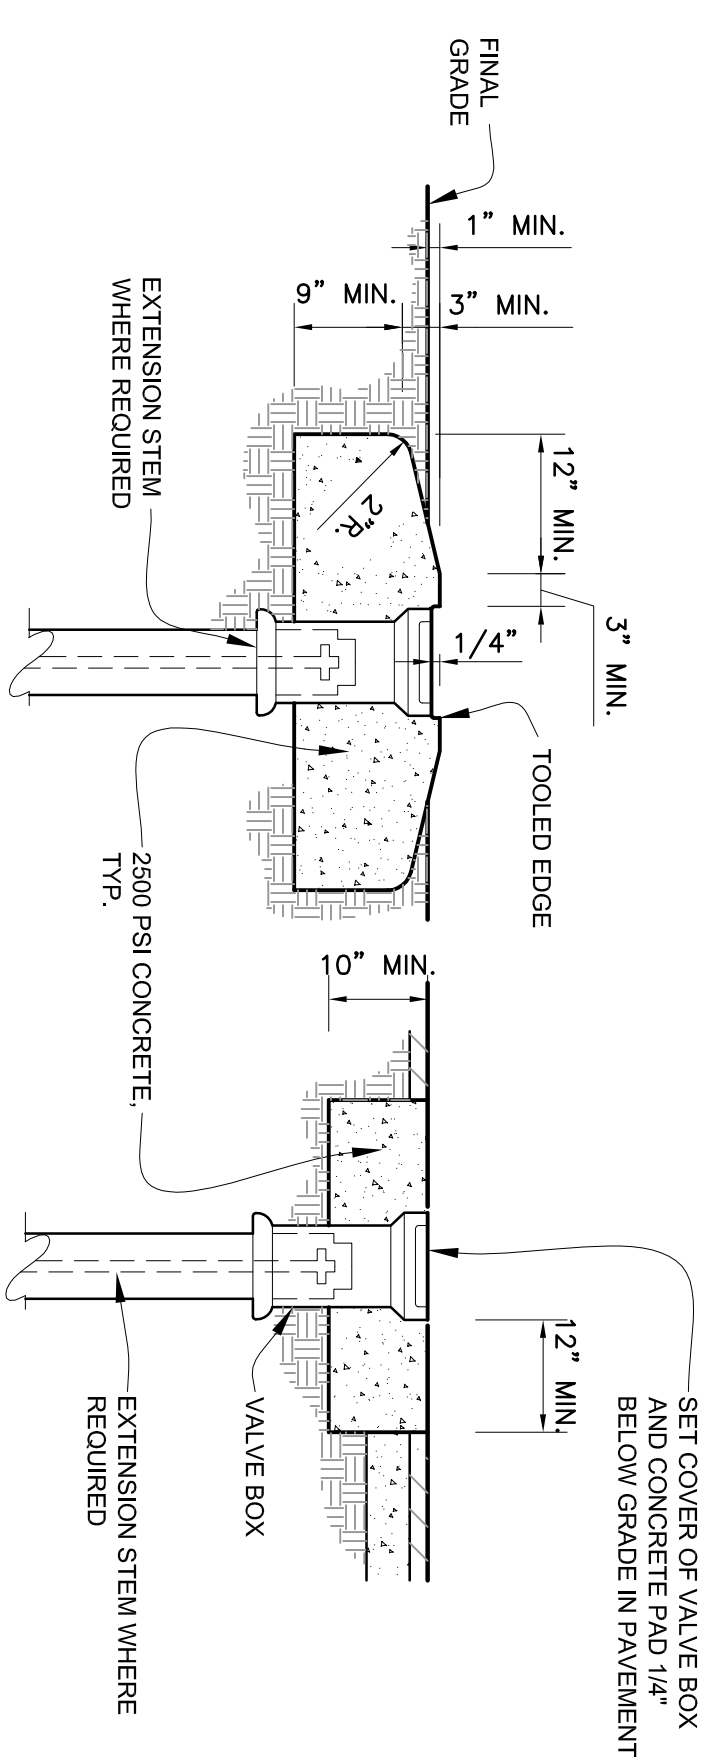 FINAL
GRADE
1” MIN.
9” MIN.
3” MIN.
EXTENSION STEM
WHERE REQUIRED
2"R.
12” MIN.
3” MIN.
1/4”
TOOLED EDGE
2500 PSI CONCRETE,
TYP.
10” MIN.
SET COVER OF VALVE BOX
AND CONCRETE PAD 1/4"
BELOW GRADE IN PAVEMENT
12” MIN.
VALVE BOX
EXTENSION STEM WHERE
REQUIRED